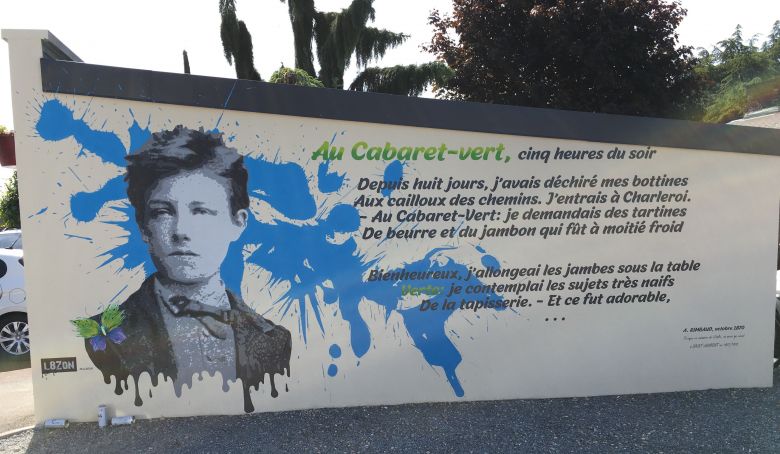 Au Cabaret-vert, cinq heures du soir
Depuis huit jours, j'avais déchiré mes bottines
Aux cailloux des chemins. J'entrais à Charleroi.
- Au Cabaret-Vert: je demandais des tartines
De beurre et du jambon qui fût à moitié froid
Bienheureux, j'allongeai les jambes sous la table
Verte: je contemplai les sujets très naïfs
De la tapisserie. - Et ce fut adorable,
...
A. RIMBAUD, octobre 1870
LBZON